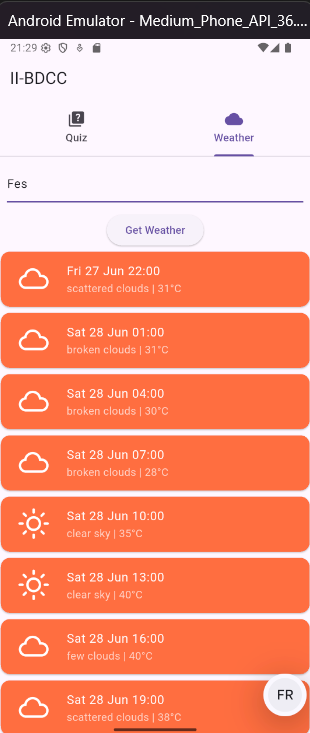 Android Emulator - Medium_Phone_API_36....
21:29
II-BDCC
Quiz
Weather
Fes
Get Weather
Fri 27 Jun 22:00
scattered clouds | 31°C
Sat 28 Jun 01:00
broken clouds | 31°C
Sat 28 Jun 04:00
broken clouds | 30°C
Sat 28 Jun 07:00
broken clouds | 28°C
Sat 28 Jun 10:00
clear sky | 35°C
Sat 28 Jun 13:00
clear sky | 40°C
Sat 28 Jun 16:00
few clouds | 40°C
Sat 28 Jun 19:00
scattered clouds | 38°C
FR